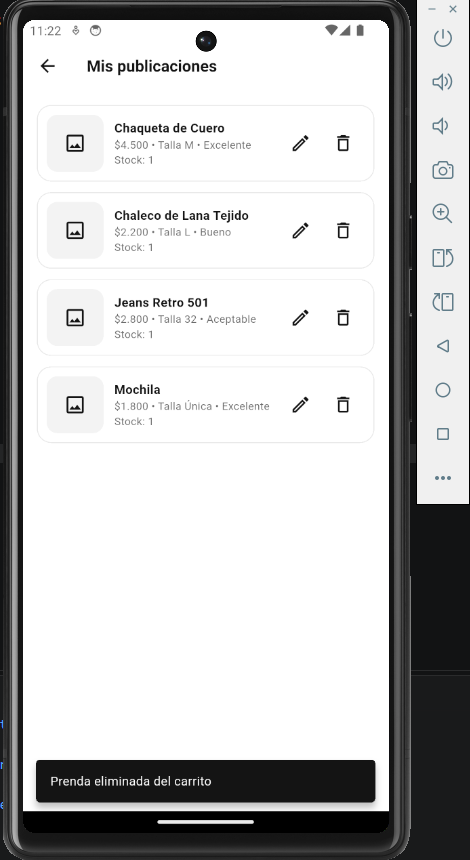 11:22
Mis publicaciones
Chaqueta de Cuero
$4.500 • Talla M • Excelente
Stock: 1
Chaleco de Lana Tejido
$2.200 • Talla L • Bueno
Stock: 1
Jeans Retro 501
$2.800 • Talla 32 • Aceptable
Stock: 1
Mochila
$1.800 • Talla Única • Excelente
Stock: 1
Prenda eliminada del carrito